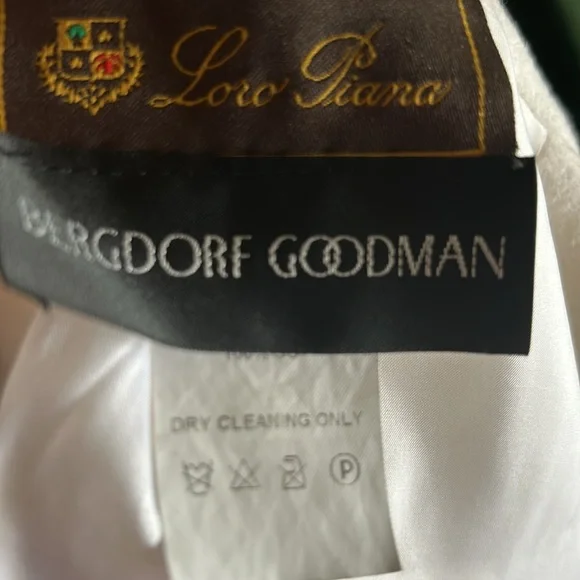 Loro Piana
BERGDORF GOODMAN
DRY CLEANING ONLY
P